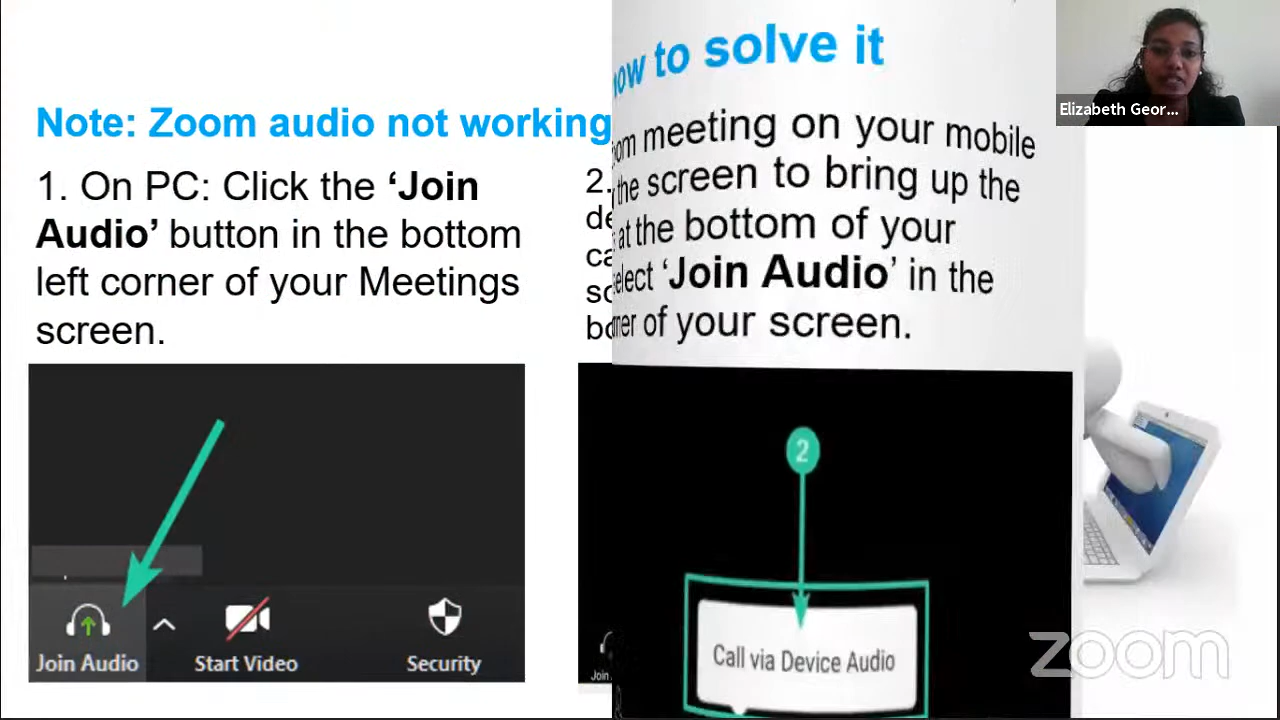 Note: Zoom audio not working
how to solve it
1. On PC: Click the ‘Join
Audio’ button in the bottom
left corner of your Meetings
screen.
2.
meeting on your mobile
the screen to bring up the
at the bottom of your
select ‘Join Audio’ in the
of your screen.
Join Audio
Start Video
Security
2
Call via Device Audio
Join
Elizabeth Geor...
zoom